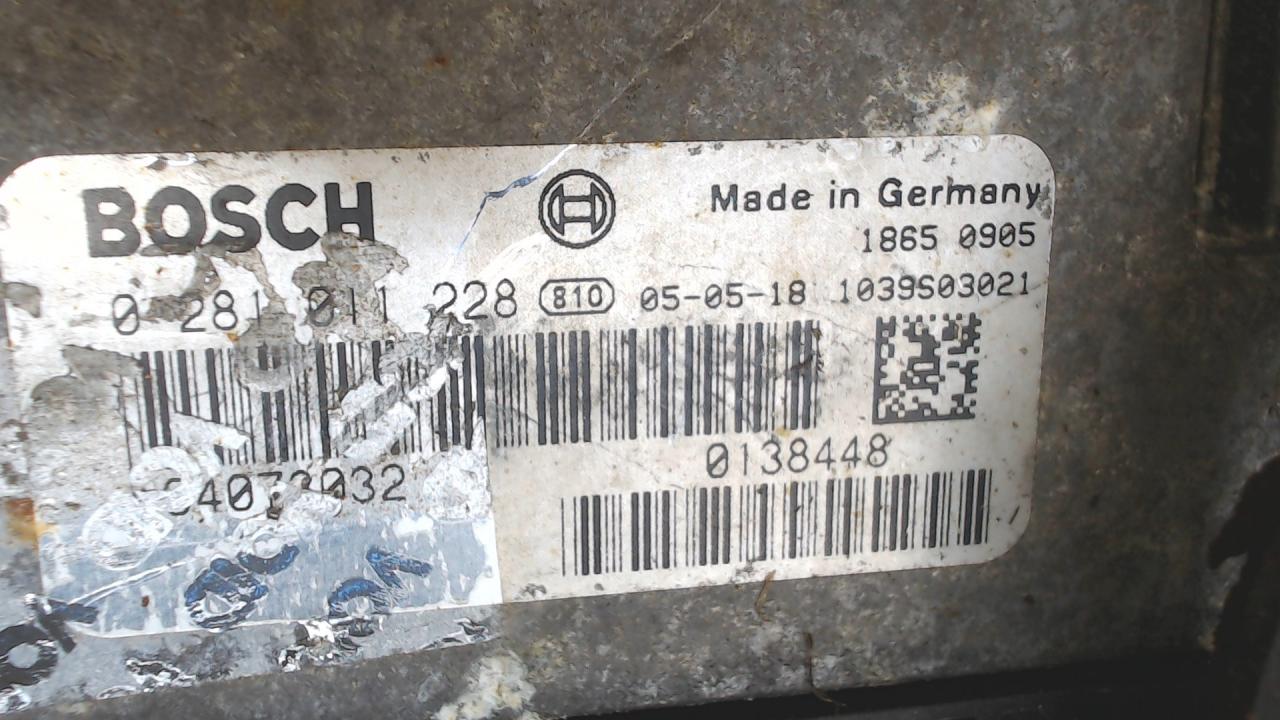 BOSCH
Made in Germany
1865 0905
0 281 011 228 810 05-05-18 1039S03021
0138448